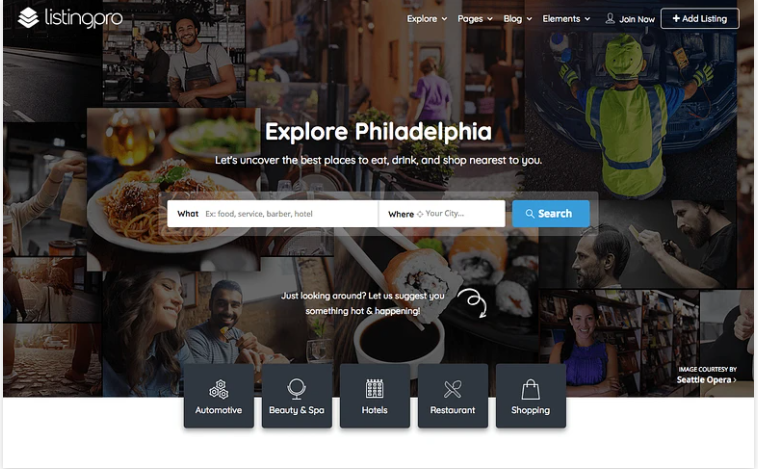 listingpro
Explore Pages Blog Elements Join Now + Add Listing
Explore Philadelphia
Let's uncover the best places to eat, drink, and shop nearest to you.
What Ex: food, service, barber, hotel Where Your City... Search
Just looking around? Let us suggest you
something hot & happening!
IMAGE COURTESY BY
Seattle Opera >
Automotive Beauty & Spa Hotels Restaurant Shopping